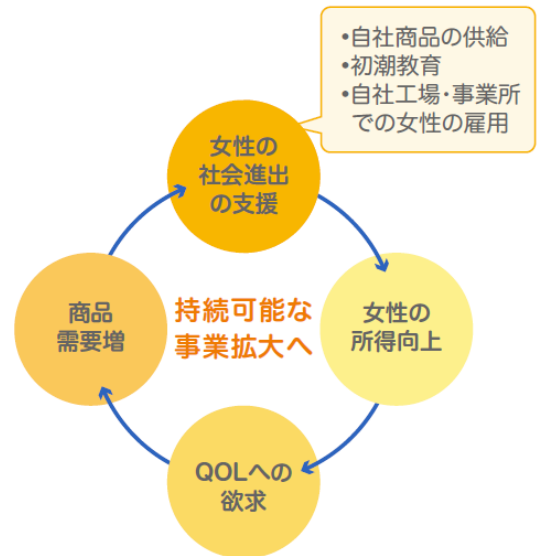 •自社商品の供給
•初潮教育
•自社工場・事業所
での女性の雇用
女性の
社会進出
の支援
女性の
所得向上
QOLへの
欲求
商品
需要増
持続可能な
事業拡大へ